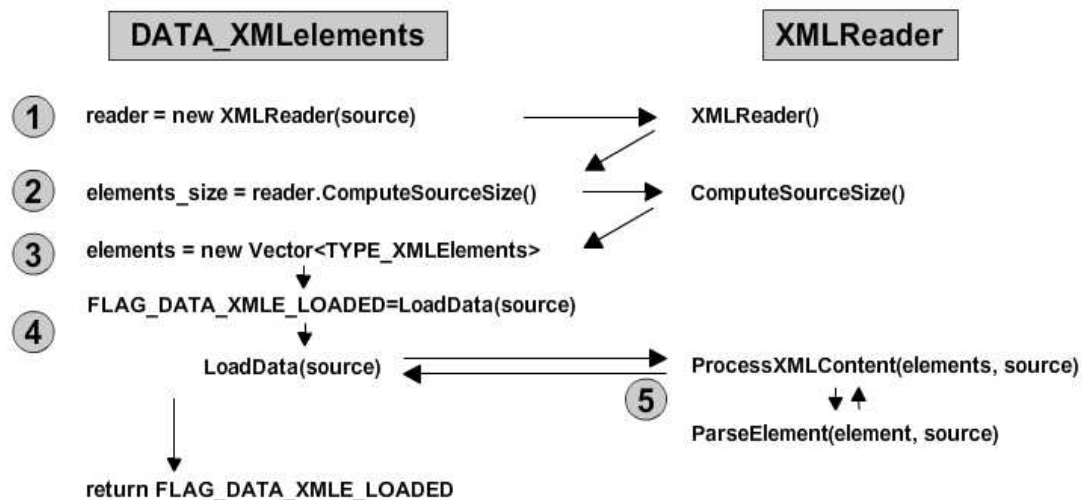 DATA_XMLelements
XMLReader
1
reader = new XMLReader(source)
XMLReader()
2
elements_size = reader.ComputeSourceSize()
ComputeSourceSize()
3
elements = new Vector<TYPE_XMLElements>
FLAG_DATA_XMLE_LOADED=LoadData(source)
4
LoadData(source)
ProcessXMLContent(elements, source)
5
ParseElement(element, source)
return FLAG_DATA_XMLE_LOADED